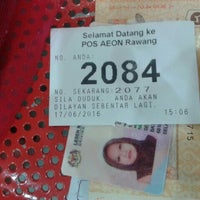 Selamat Datang ke
POS AEON Rawang
NO. ANDA:
2084
NO. SEKARANG: 2077
SILA DUDUK. ANDA AKAN
DILAYAN SEBENTAR LAGI.
17/06/2016 15:06